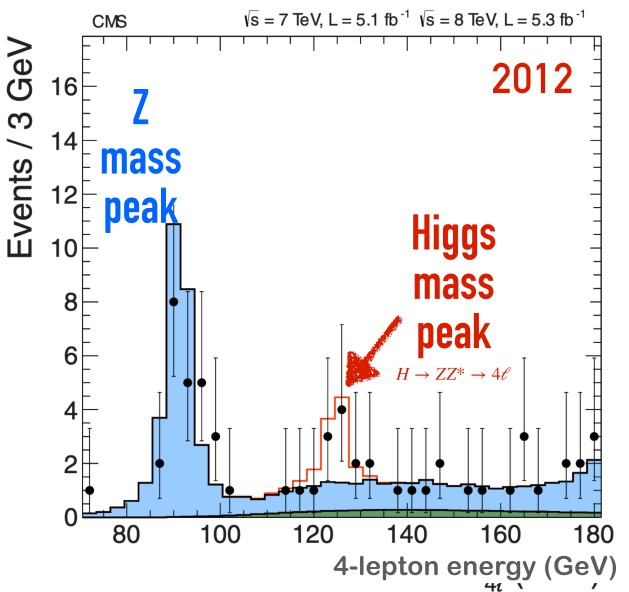 CMS √s = 7 TeV, L = 5.1 fb⁻¹ √s = 8 TeV, L = 5.3 fb⁻¹
2012
Z
mass
peak
Higgs
mass
peak
H → ZZ* → 4ℓ
Events / 3 GeV
16
14
12
10
8
6
4
2
0
80 100 120 140 160 180
4-lepton energy (GeV)